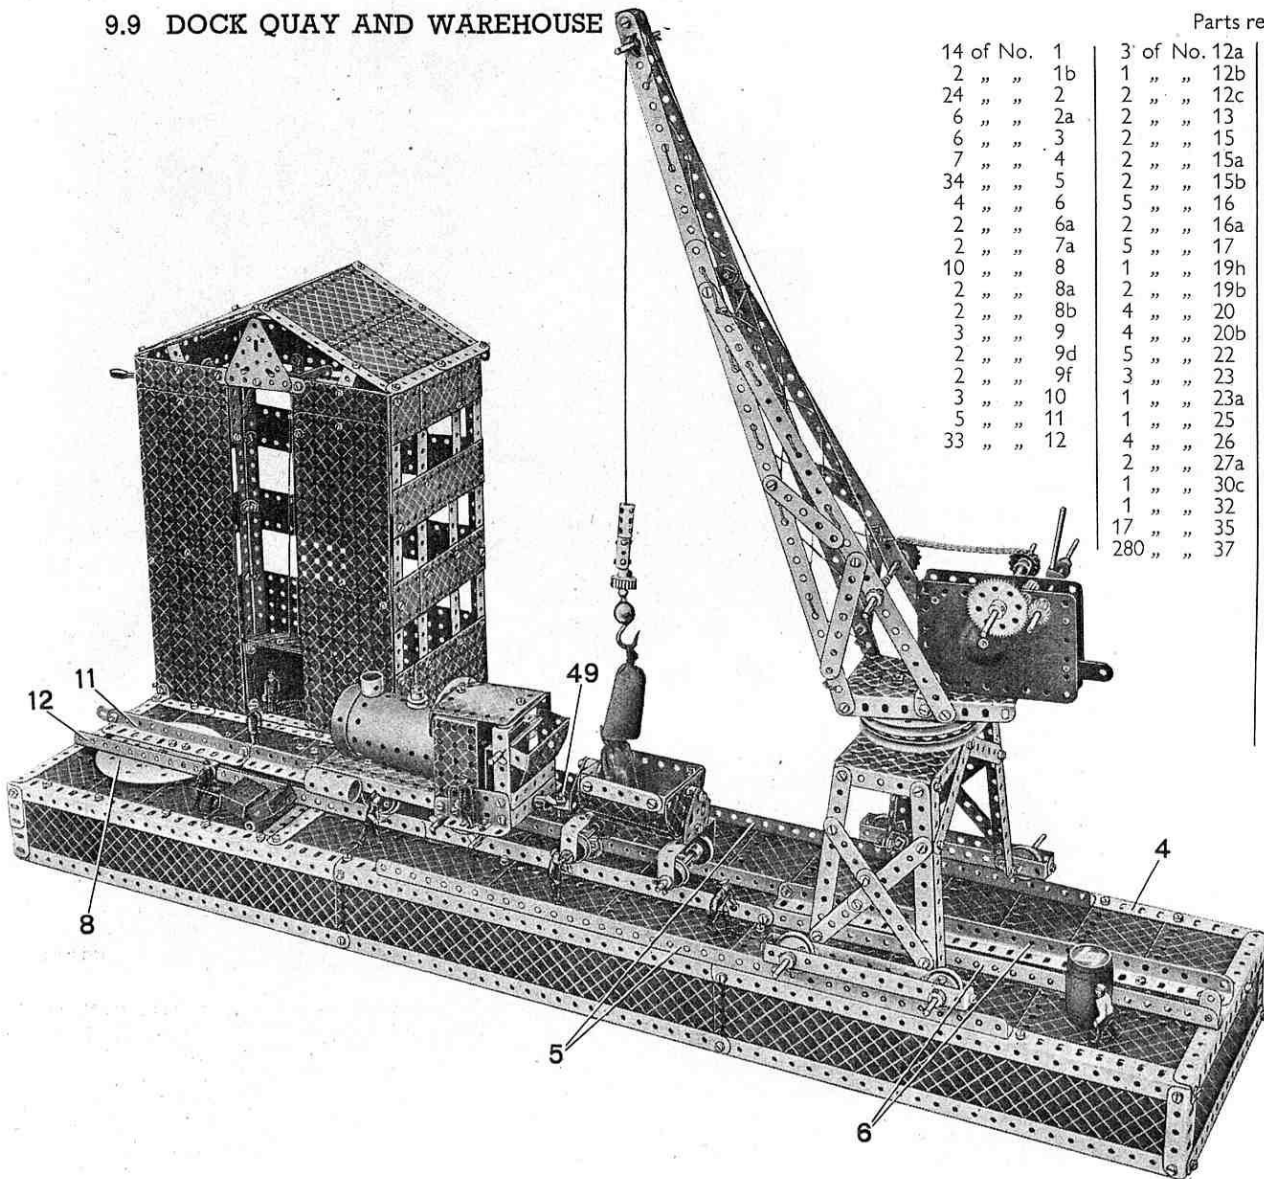 9.9 DOCK QUAY AND WAREHOUSE
Parts re
14 of No. 1
2 „ „ 1b
24 „ „ 2
6 „ „ 2a
6 „ „ 3
7 „ „ 4
34 „ „ 5
4 „ „ 6
2 „ „ 6a
2 „ „ 7a
10 „ „ 8
2 „ „ 8a
2 „ „ 8b
3 „ „ 9
2 „ „ 9d
2 „ „ 9f
3 „ „ 10
5 „ „ 11
33 „ „ 12
3 of No. 12a
1 „ „ 12b
2 „ „ 12c
2 „ „ 13
2 „ „ 15
2 „ „ 15a
2 „ „ 15b
5 „ „ 16
2 „ „ 16a
5 „ „ 17
1 „ „ 19h
2 „ „ 19b
4 „ „ 20
4 „ „ 20b
5 „ „ 22
3 „ „ 23
1 „ „ 23a
1 „ „ 25
4 „ „ 26
2 „ „ 27a
1 „ „ 30c
1 „ „ 32
17 „ „ 35
280 „ „ 37
11
12
49
4
8
5
6